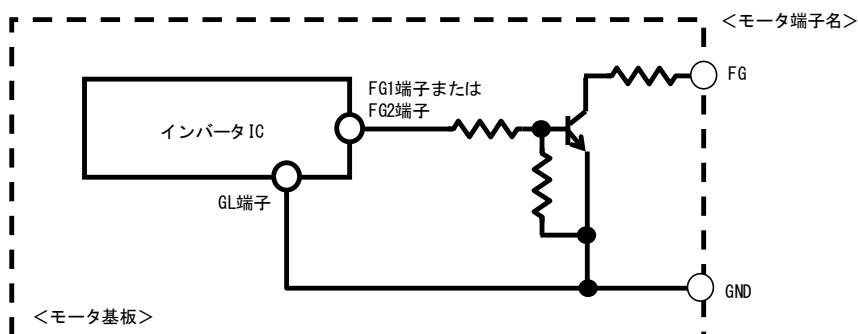 ＜モータ端子名＞
FG
FG1端子または
FG2端子
インバータIC
GL端子
GND
＜モータ基板＞